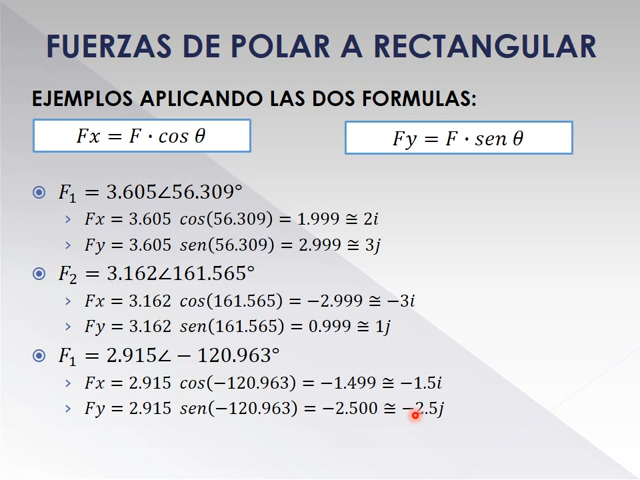 FUERZAS DE POLAR A RECTANGULAR
EJEMPLOS APLICANDO LAS DOS FORMULAS:
Fx = F · cos θ
Fy = F · sen θ
F₁ = 3.605∠56.309°
Fx = 3.605 cos(56.309) = 1.999 ≅ 2i
Fy = 3.605 sen(56.309) = 2.999 ≅ 3j
F₂ = 3.162∠161.565°
Fx = 3.162 cos(161.565) = −2.999 ≅ −3i
Fy = 3.162 sen(161.565) = 0.999 ≅ 1j
F₁ = 2.915∠ − 120.963°
Fx = 2.915 cos(−120.963) = −1.499 ≅ −1.5i
Fy = 2.915 sen(−120.963) = −2.500 ≅ −2.5j